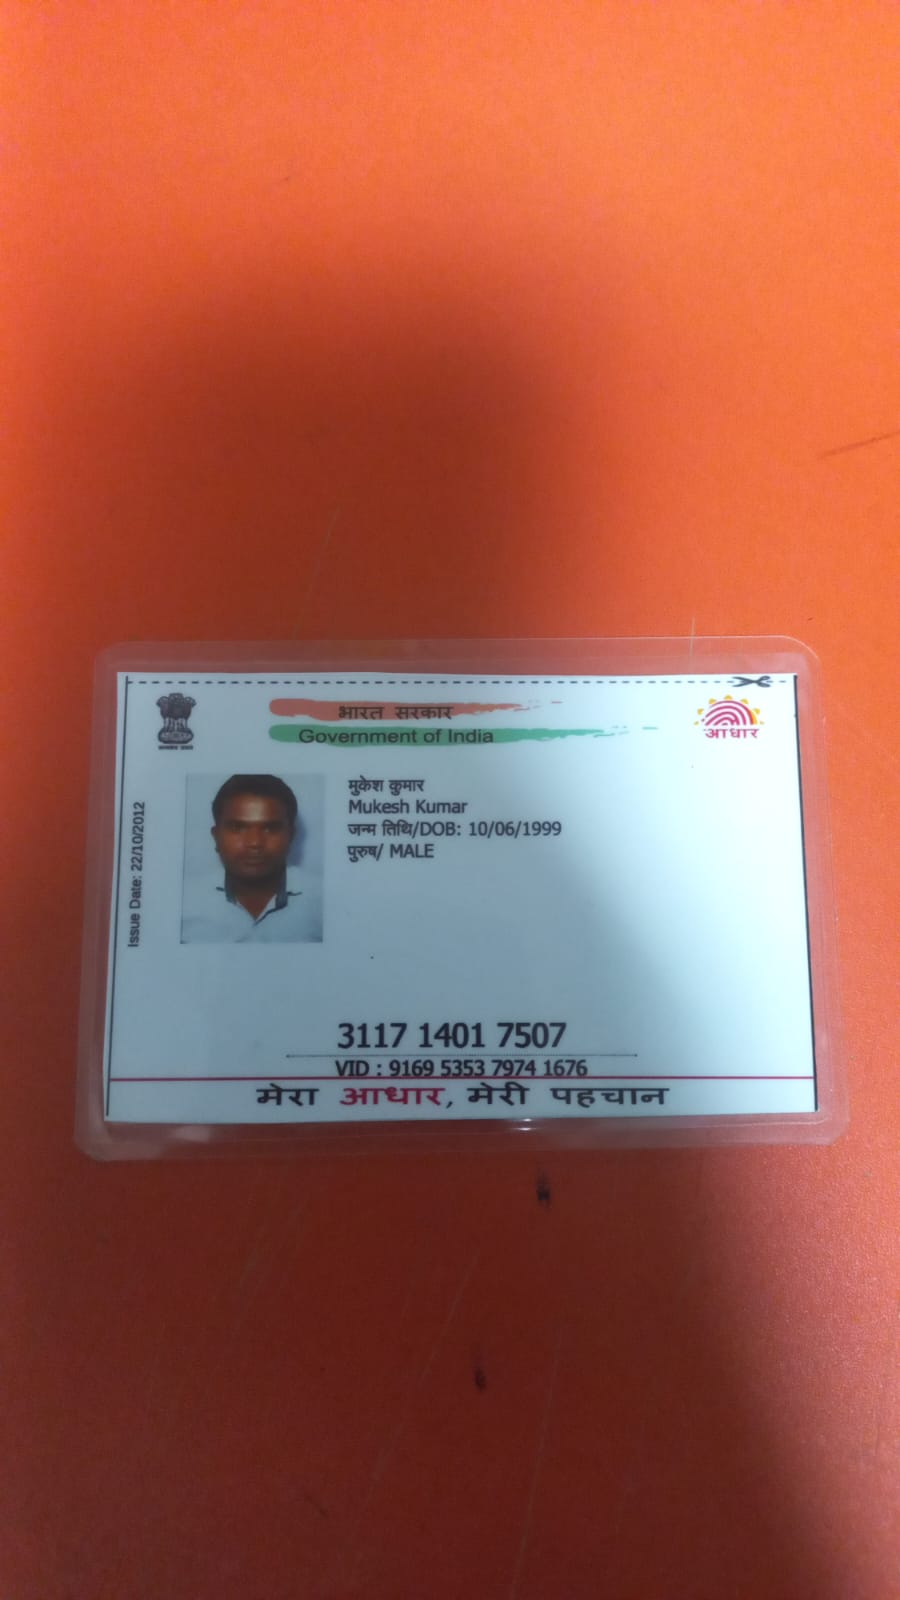 भारत सरकार
Government of India
आधार
Issue Date: 22/10/2012
मुकेश कुमार
Mukesh Kumar
जन्म तिथि/DOB: 10/06/1999
पुरुष/ MALE
3117 1401 7507
VID : 9169 5353 7974 1676
मेरा आधार, मेरी पहचान